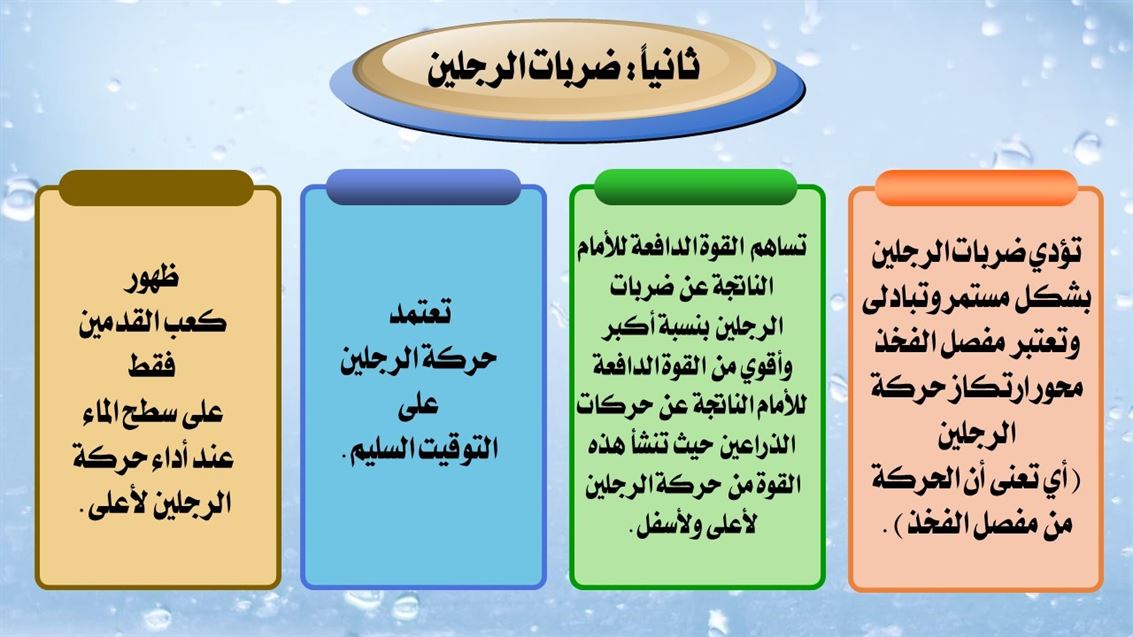 ثانياً : ضربات الرجلين
تؤدي ضربات الرجلين
بشكل مستمر وتبادلى
وتعتبر مفصل الفخذ
محور ارتكاز حركة
الرجلين
( أي تعنى أن الحركة
من مفصل الفخذ ) .
تساهم القوة الدافعة للأمام
الناتجة عن ضربات
الرجلين بنسبة أكبر
وأقوي من القوة الدافعة
للأمام الناتجة عن حركات
الذراعين حيث تنشأ هذه
القوة من حركة الرجلين
لأعلى ولأسفل.
تعتمد
حركة الرجلين
على
التوقيت السليم .
ظهور
كعب القدمين
فقط
على سطح الماء
عند أداء حركة
الرجلين لأعلى .